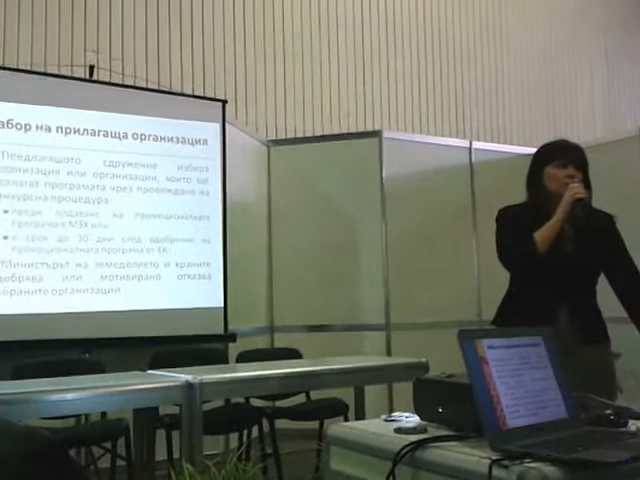 абор на прилагаща организация
Предлагащото сдружение избира
организация или организации, които ще
прилагат програмата чрез провеждане на
конкурсна процедура
преди подаване на промоционалната
програма в МЗХ или
в срок до 30 дни след одобрение на
промоционалната програма от ЕК.
Министърът на земеделието и храните
одобрява или мотивирано отказва
избраните организации